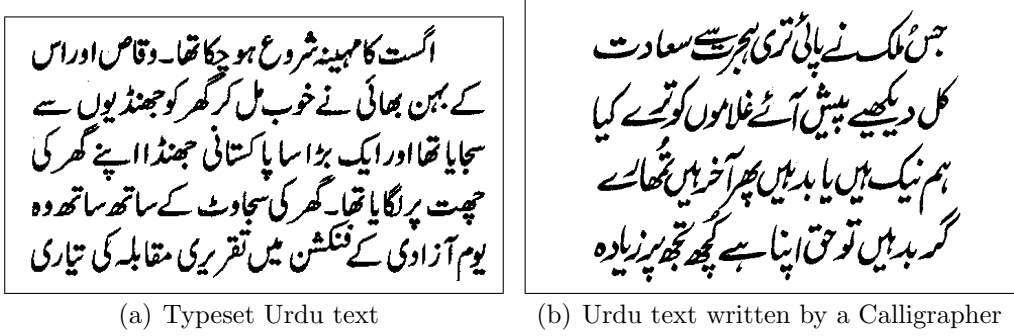 اگست کا مہینہ شروع ہو چکا تھا۔ وقاص اور اس
کے بہن بھائی نے خوب مل کر گھر کو جھنڈیوں سے
سجایا تھا اور ایک بڑا سا پاکستانی جھنڈا اپنے گھر کی
چھت پر لگایا تھا۔ گھر کی سجاوٹ کے ساتھ ساتھ وہ
یوم آزادی کے فنکشن میں تقریری مقابلہ کی تیاری
(a) Typeset Urdu text
جسُ ملک نے پائی تری ہجرت سے سعادت
کل دیکھیے پیش آئے غلاموں کو ترے کیا
ہم نیک ہیں یا بد ہیں پھر آخر ہیں تُمھارے
گر بد ہیں تو حق اپنا ہے کُچھ تجھ پر زیادہ
(b) Urdu text written by a Calligrapher